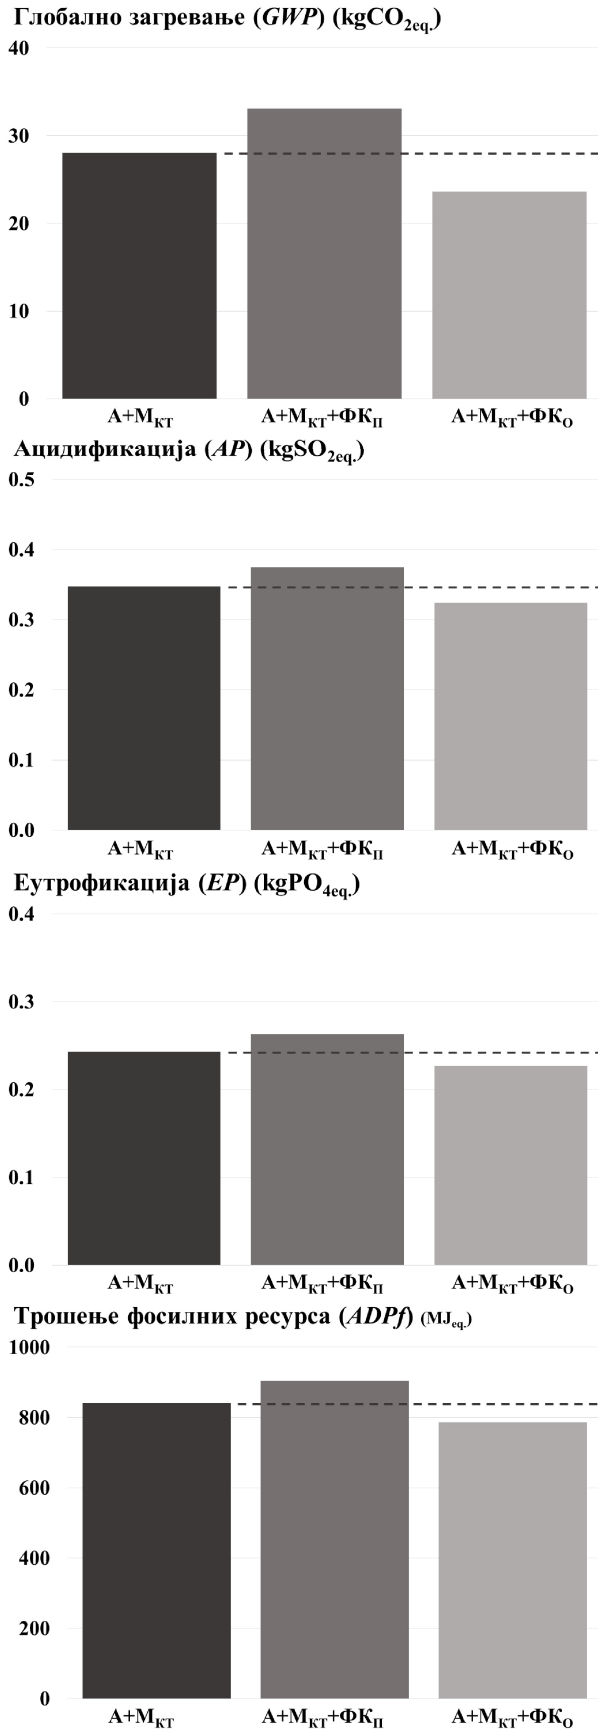 Глобално загревање (GWP) (kgCO2eq.)
40
30
20
10
0
А+МКТ А+МКТ+ФКП А+МКТ+ФКО
Ацидификација (AP) (kgSO2eq.)
0.5
0.4
0.3
0.2
0.1
0.0
А+МКТ А+МКТ+ФКП А+МКТ+ФКО
Еутрофикација (EP) (kgPO4eq.)
0.4
0.3
0.2
0.1
0.0
А+МКТ А+МКТ+ФКП А+МКТ+ФКО
Трошење фосилних ресурса (ADPf) (MJeq.)
1000
800
600
400
200
0
А+МКТ А+МКТ+ФКП А+МКТ+ФКО